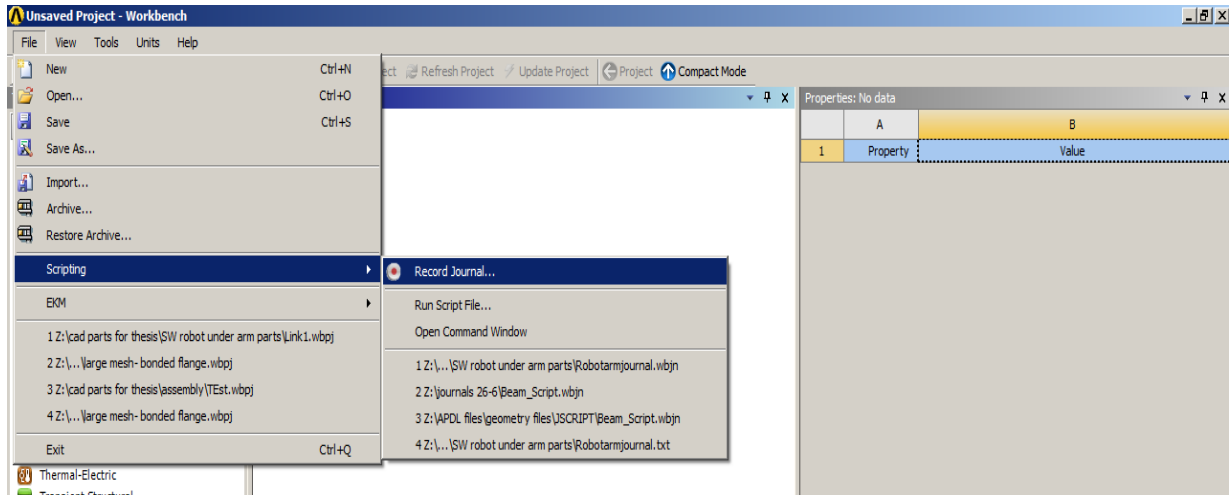 Unsaved Project - Workbench
File View Tools Units Help
ect Refresh Project Update Project Project Compact Mode
New Ctrl+N
Open... Ctrl+O
Save Ctrl+S
Save As...
Import...
Archive...
Restore Archive...
Scripting
EKM
1 Z:\cad parts for thesis\SW robot under arm parts\Link1.wbpj
2 Z:\...\large mesh- bonded flange.wbpj
3 Z:\cad parts for thesis\assembly\TEst.wbpj
4 Z:\...\large mesh- bonded flange.wbpj
Exit Ctrl+Q
Record Journal...
Run Script File...
Open Command Window
1 Z:\...\SW robot under arm parts\Robotarmjournal.wbjn
2 Z:\journals 26-6\Beam_Script.wbjn
3 Z:\APDL files\geometry files\JSCRIPT\Beam_Script.wbjn
4 Z:\...\SW robot under arm parts\Robotarmjournal.txt
Properties: No data
A B
1 Property Value
Thermal-Electric
Transient Structural